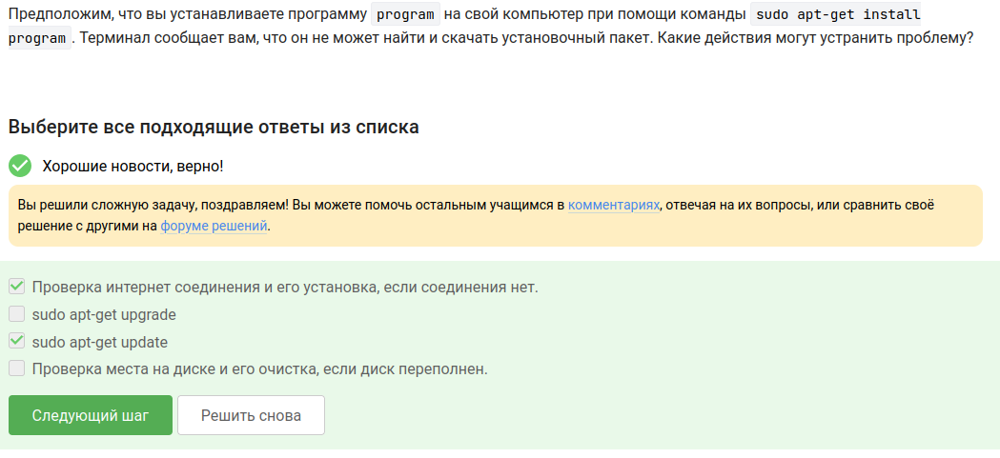 Предположим, что вы устанавливаете программу program на свой компьютер при помощи команды sudo apt-get install
program. Терминал сообщает вам, что он не может найти и скачать установочный пакет. Какие действия могут устранить проблему?
Выберите все подходящие ответы из списка
Хорошие новости, верно!
Вы решили сложную задачу, поздравляем! Вы можете помочь остальным учащимся в комментариях, отвечая на их вопросы, или сравнить своё
решение с другими на форуме решений.
Проверка интернет соединения и его установка, если соединения нет.
sudo apt-get upgrade
sudo apt-get update
Проверка места на диске и его очистка, если диск переполнен.
Следующий шаг Решить снова